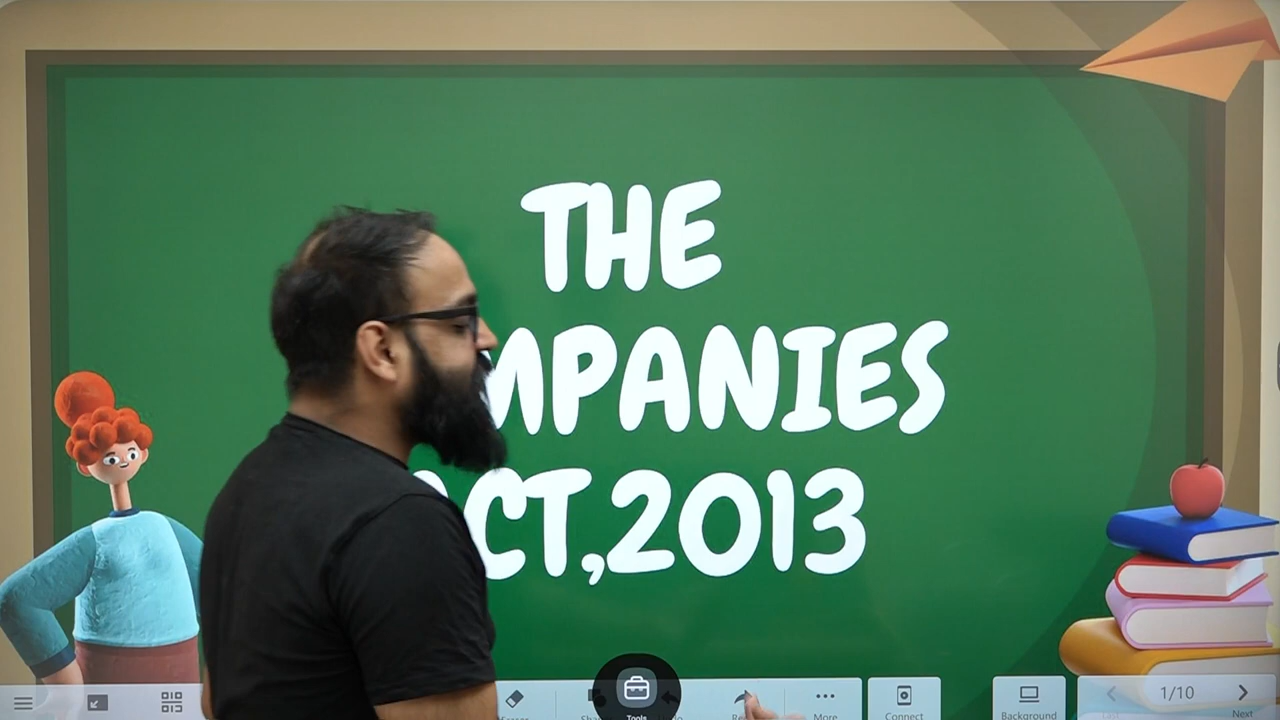 THE
MPANIES
CT,2013
Tools
More
Connect
Background
1/10
Next